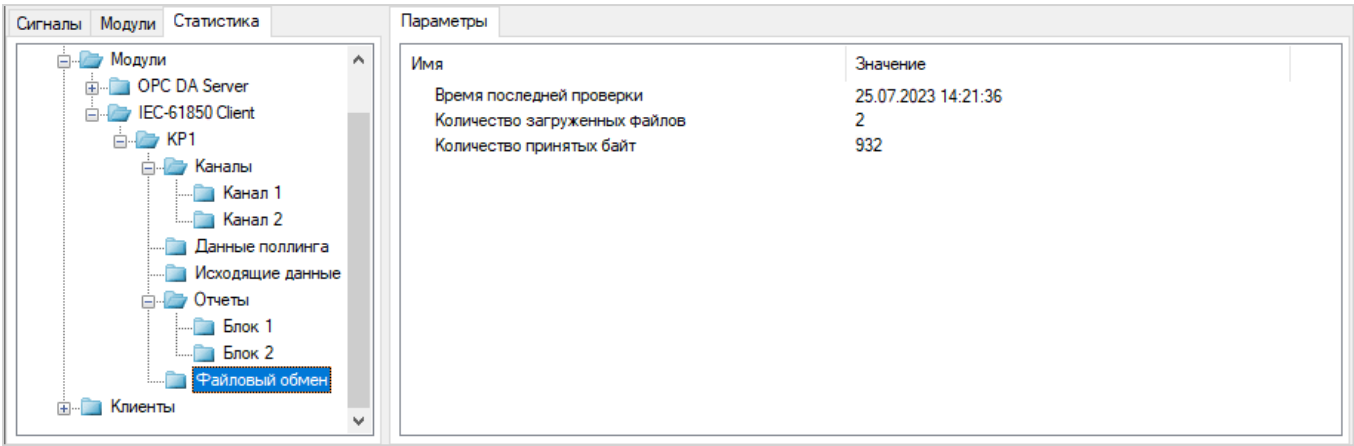 Сигналы Модули Статистика
Модули
OPC DA Server
IEC-61850 Client
KP1
Каналы
Канал 1
Канал 2
Данные поллинга
Исходящие данные
Отчеты
Блок 1
Блок 2
Файловый обмен
Клиенты
Параметры
Имя Значение
Время последней проверки 25.07.2023 14:21:36
Количество загруженных файлов 2
Количество принятых байт 932